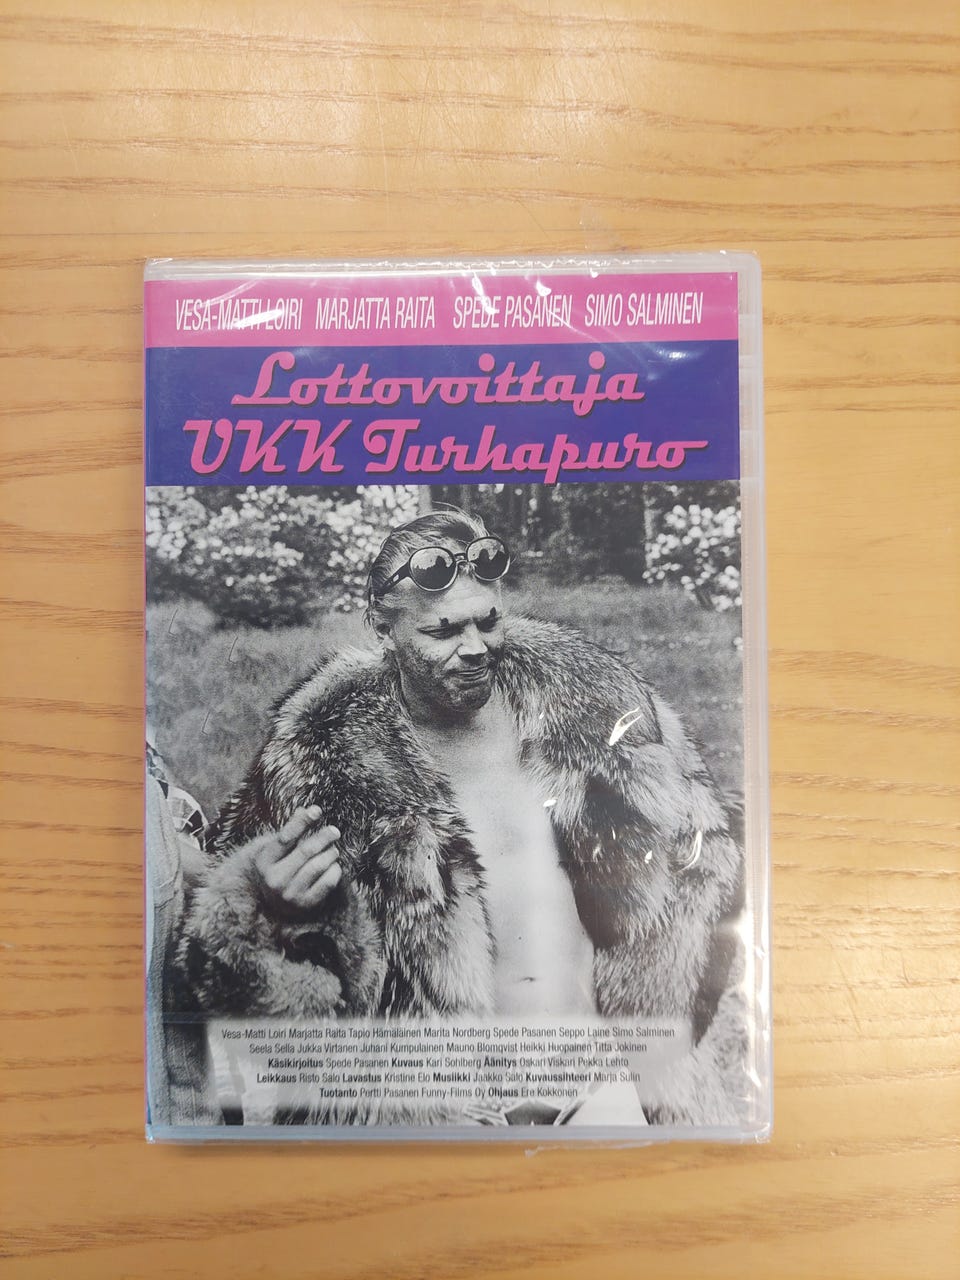 VESA-MATTI LOIRI MARJATTA RAITA SPEDE PASANEN SIMO SALMINEN
Lottovoittaja
UKK Turhapuro
Vesa-Matti Loiri Marjatta Raita Tapio Hämäläinen Marita Nordberg Spede Pasanen Seppo Laine Simo Salminen
Seela Sella Jukka Virtanen Juhani Kumpulainen Mauno Blomqvist Heikki Huopainen Titta Jokinen
Käsikirjoitus Spede Pasanen Kuvaus Kari Sohlberg Äänitys Oskari Viskari Pekka Lehto
Leikkaus Risto Salo Lavastus Kristine Elo Musiikki Jaakko Salo Kuvaussihteeri Marja Sulin
Tuotanto Pertti Pasanen Funny-Films Oy Ohjaus Ere Kokkonen